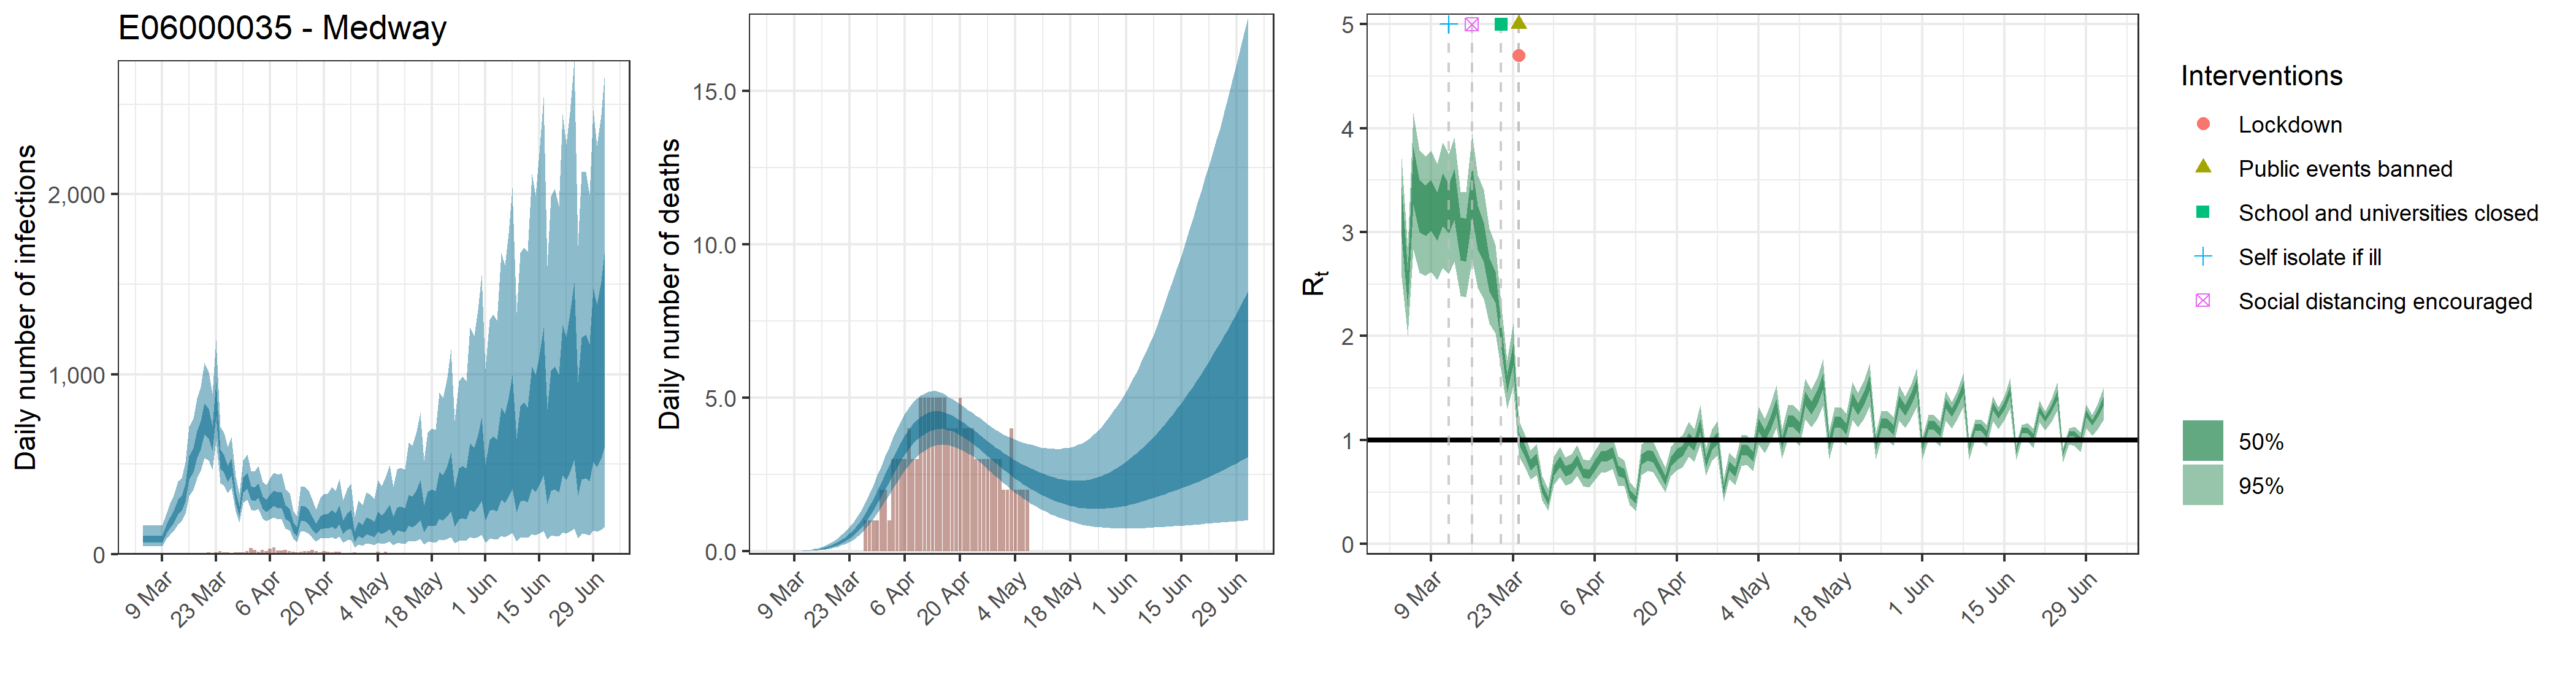 E06000035 - Medway
Daily number of infections
2,000
1,000
0
9 Mar
23 Mar
6 Apr
20 Apr
4 May
18 May
1 Jun
15 Jun
29 Jun
Daily number of deaths
15.0
10.0
5.0
0.0
9 Mar
23 Mar
6 Apr
20 Apr
4 May
18 May
1 Jun
15 Jun
29 Jun
Rt
5
4
3
2
1
0
9 Mar
23 Mar
6 Apr
20 Apr
4 May
18 May
1 Jun
15 Jun
29 Jun
Interventions
Lockdown
Public events banned
School and universities closed
Self isolate if ill
Social distancing encouraged
50%
95%